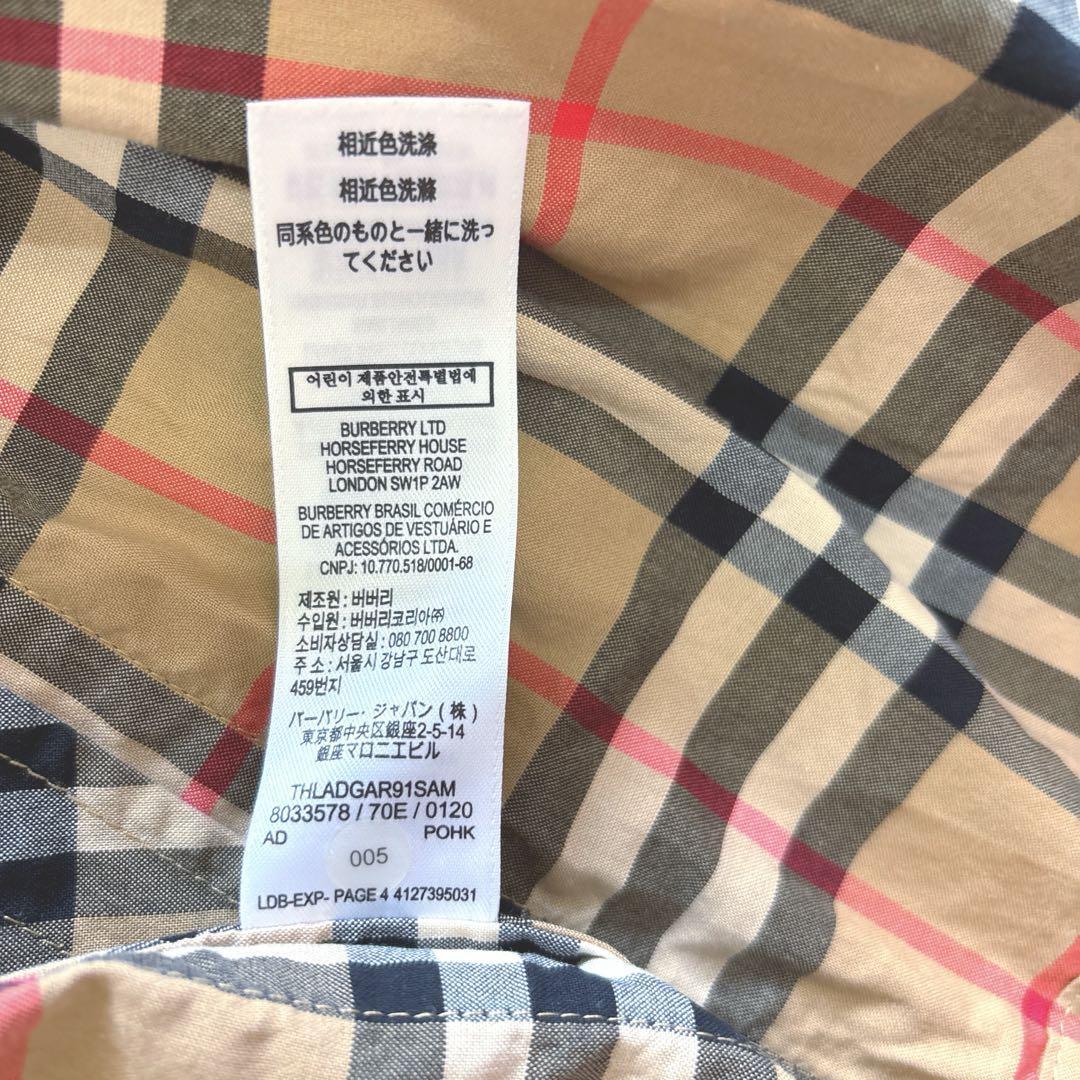 相近色洗涤
相近色洗滌
同系色のものと一緒に洗っ
てください
어린이 제품안전특별법에
의한 표시
BURBERRY LTD
HORSEFERRY HOUSE
HORSEFERRY ROAD
LONDON SW1P 2AW
BURBERRY BRASIL COMÉRCIO
DE ARTIGOS DE VESTUÁRIO E
ACESSÓRIOS LTDA.
CNPJ: 10.770.518/0001-68
제조원 : 버버리
수입원 : 버버리코리아㈜
소비자상담실 : 080 700 8800
주 소 : 서울시 강남구 도산대로
459번지
バーバリー・ジャパン (株)
東京都中央区銀座2-5-14
銀座マロニエビル
THLADGAR91SAM
8033578 / 70E / 0120
AD POHK
005
LDB-EXP- PAGE 4 4127395031